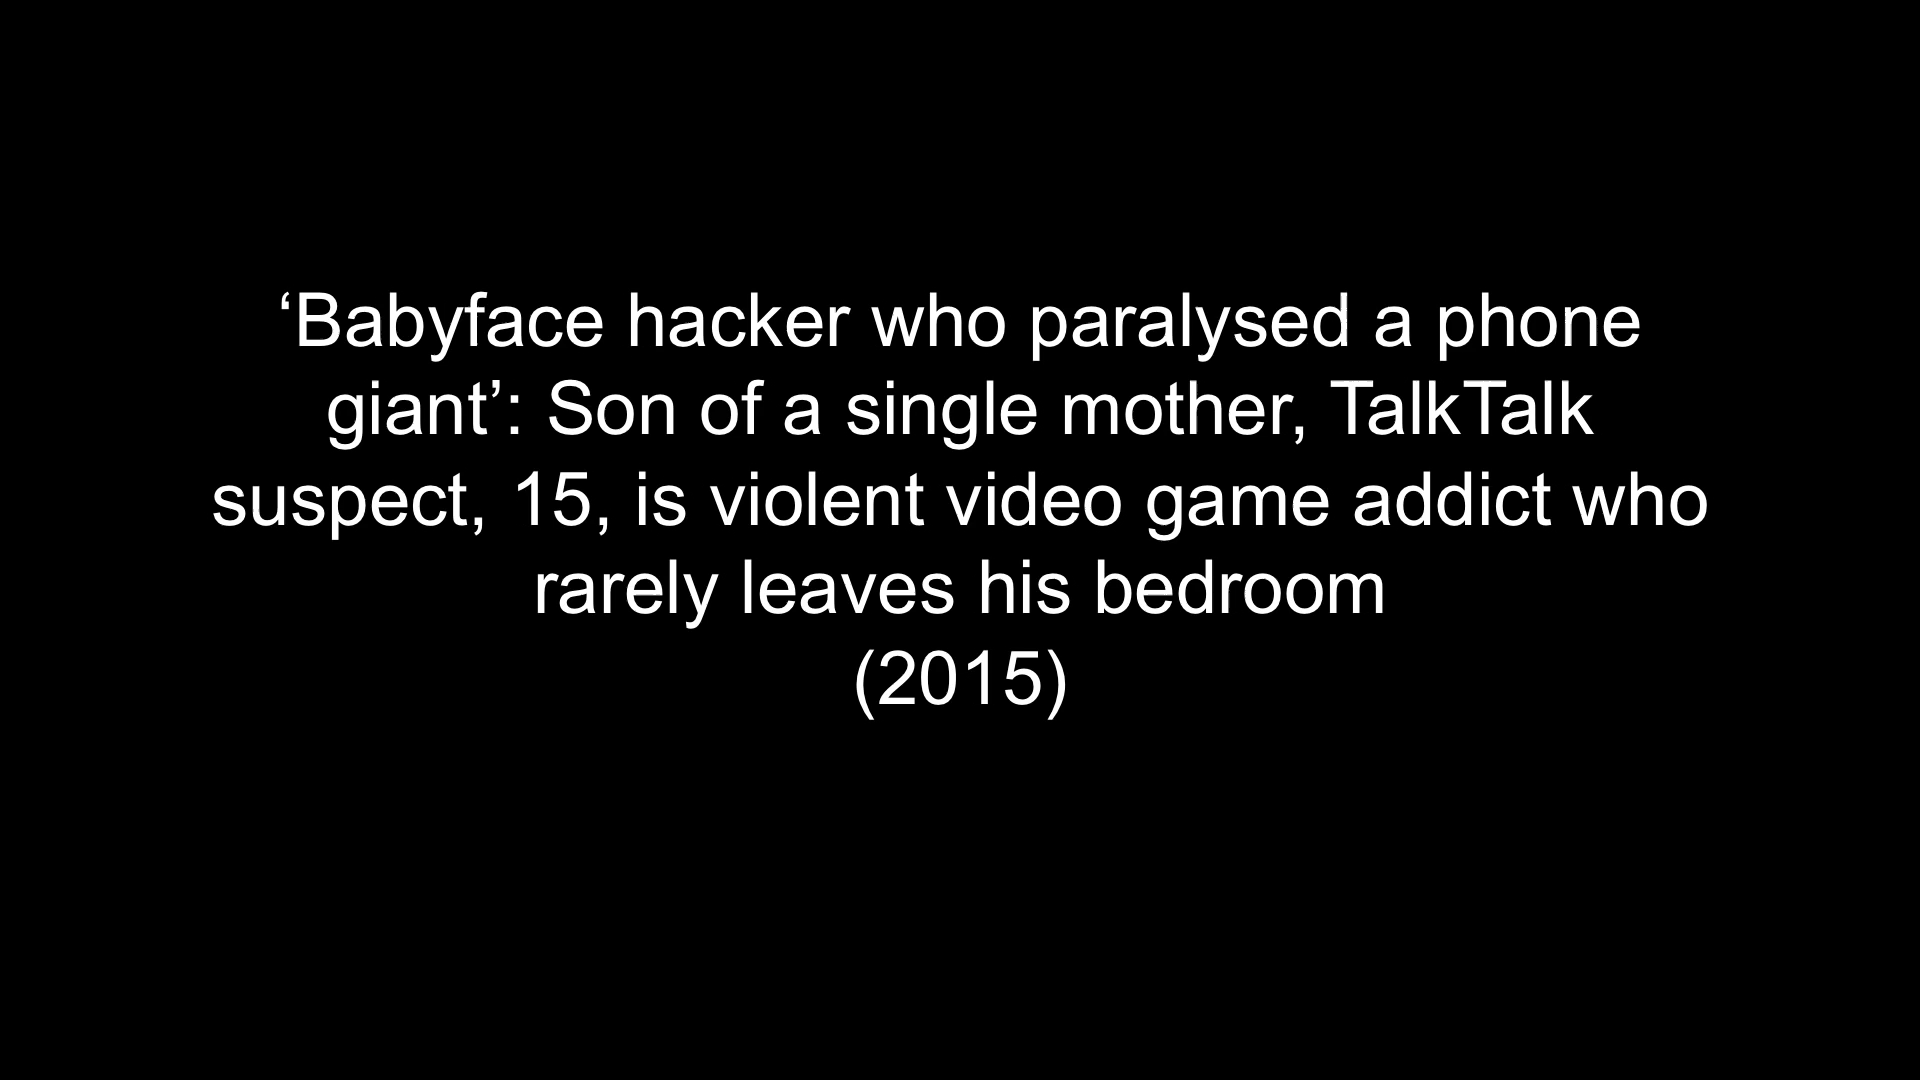 ‘Babyface hacker who paralysed a phone
giant’: Son of a single mother, TalkTalk
suspect, 15, is violent video game addict who
rarely leaves his bedroom
(2015)